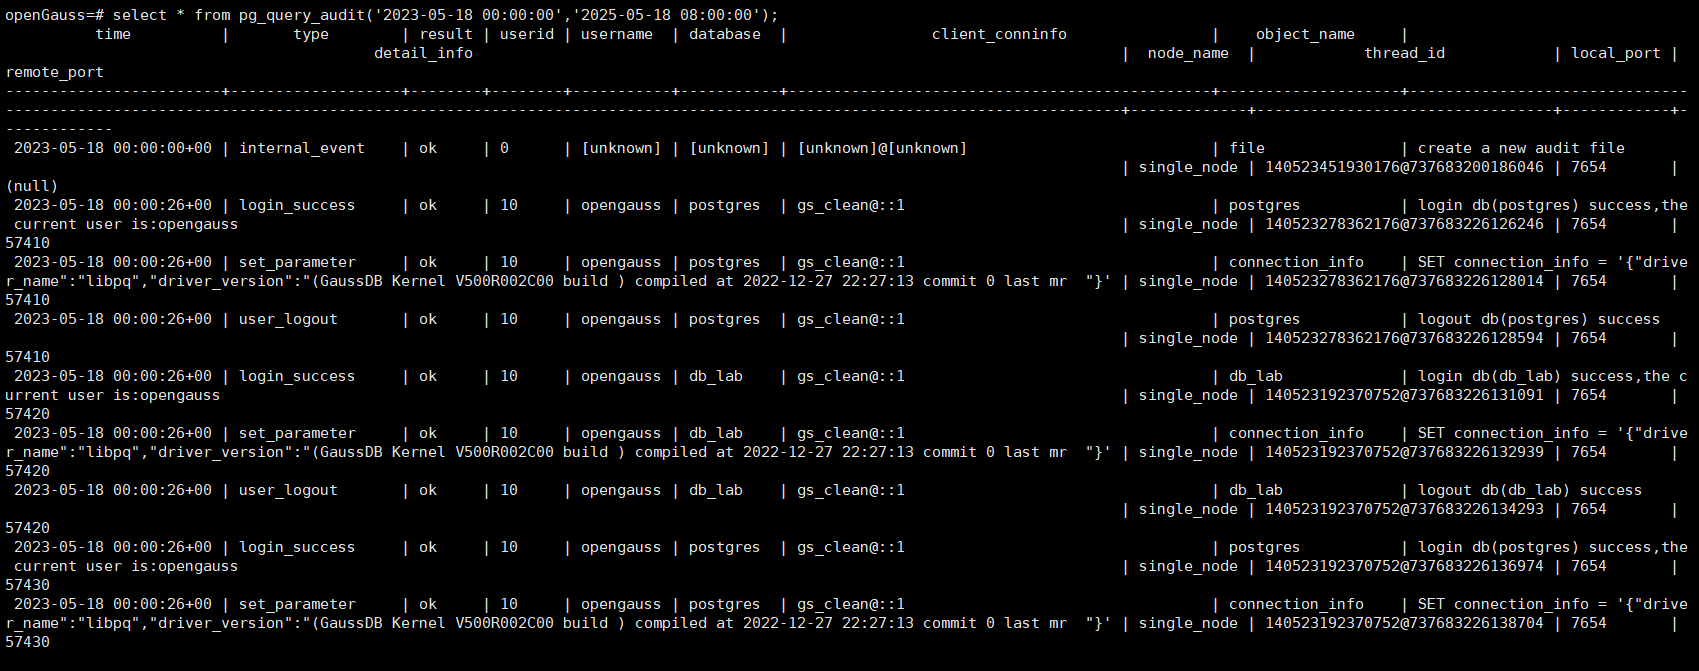 openGauss=# select * from pg_query_audit('2023-05-18 00:00:00','2025-05-18 08:00:00');
          time          |       type        | result | userid | username  | database  |                client_conninfo                |    object_name     |
                                         detail_info                                                                        |  node_name  |            thread_id            | local_port |
remote_port
------------------------+-------------------+--------+--------+-----------+-----------+-----------------------------------------------+--------------------+-------------------------------
----------------------------------------------------------------------------------------------------------------------------+-------------+---------------------------------+------------+-
------------
 2023-05-18 00:00:00+00 | internal_event    | ok     | 0      | [unknown] | [unknown] | [unknown]@[unknown]                           | file               | create a new audit file
                                                                                                                            | single_node | 140523451930176@737683200186046 | 7654       |
(null)
 2023-05-18 00:00:26+00 | login_success     | ok     | 10     | opengauss | postgres  | gs_clean@::1                                  | postgres           | login db(postgres) success,the
 current user is:opengauss                                                                                                  | single_node | 140523278362176@737683226126246 | 7654       |
57410
 2023-05-18 00:00:26+00 | set_parameter     | ok     | 10     | opengauss | postgres  | gs_clean@::1                                  | connection_info    | SET connection_info = '{"drive
r_name":"libpq","driver_version":"(GaussDB Kernel V500R002C00 build ) compiled at 2022-12-27 22:27:13 commit 0 last mr  "}' | single_node | 140523278362176@737683226128014 | 7654       |
57410
 2023-05-18 00:00:26+00 | user_logout       | ok     | 10     | opengauss | postgres  | gs_clean@::1                                  | postgres           | logout db(postgres) success
                                                                                                                            | single_node | 140523278362176@737683226128594 | 7654       |
57410
 2023-05-18 00:00:26+00 | login_success     | ok     | 10     | opengauss | db_lab    | gs_clean@::1                                  | db_lab             | login db(db_lab) success,the c
urrent user is:opengauss                                                                                                    | single_node | 140523192370752@737683226131091 | 7654       |
57420
 2023-05-18 00:00:26+00 | set_parameter     | ok     | 10     | opengauss | db_lab    | gs_clean@::1                                  | connection_info    | SET connection_info = '{"drive
r_name":"libpq","driver_version":"(GaussDB Kernel V500R002C00 build ) compiled at 2022-12-27 22:27:13 commit 0 last mr  "}' | single_node | 140523192370752@737683226132939 | 7654       |
57420
 2023-05-18 00:00:26+00 | user_logout       | ok     | 10     | opengauss | db_lab    | gs_clean@::1                                  | db_lab             | logout db(db_lab) success
                                                                                                                            | single_node | 140523192370752@737683226134293 | 7654       |
57420
 2023-05-18 00:00:26+00 | login_success     | ok     | 10     | opengauss | postgres  | gs_clean@::1                                  | postgres           | login db(postgres) success,the
 current user is:opengauss                                                                                                  | single_node | 140523192370752@737683226136974 | 7654       |
57430
 2023-05-18 00:00:26+00 | set_parameter     | ok     | 10     | opengauss | postgres  | gs_clean@::1                                  | connection_info    | SET connection_info = '{"drive
r_name":"libpq","driver_version":"(GaussDB Kernel V500R002C00 build ) compiled at 2022-12-27 22:27:13 commit 0 last mr  "}' | single_node | 140523192370752@737683226138704 | 7654       |
57430